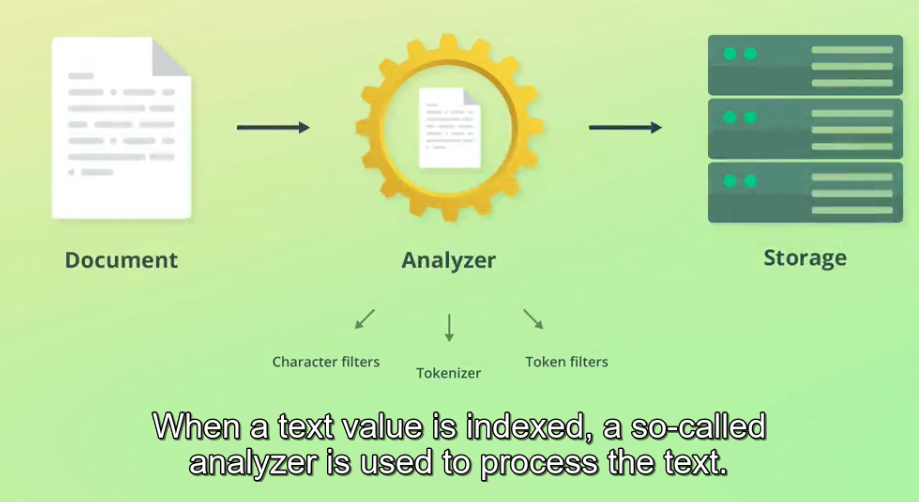 Document
Analyzer
Storage
Character filters
Tokenizer
Token filters
When a text value is indexed, a so-called
analyzer is used to process the text.